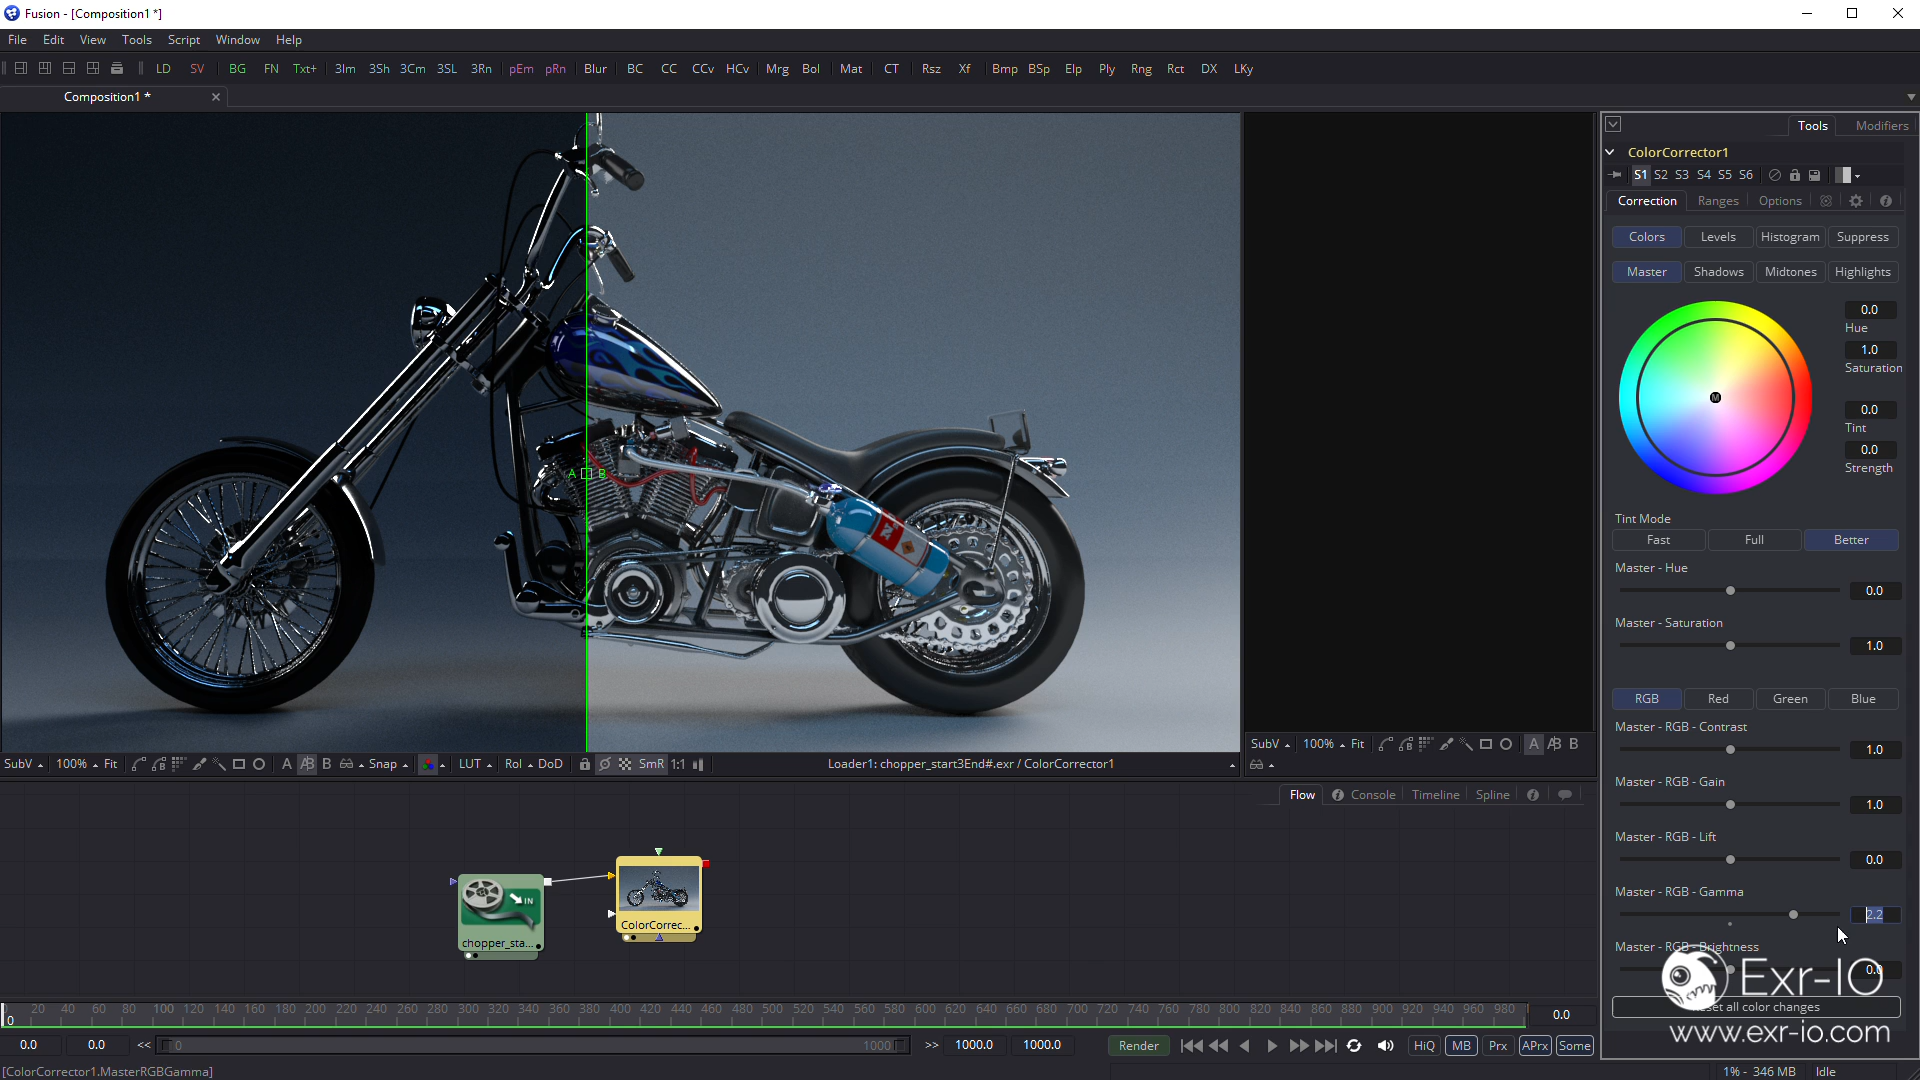 Fusion - [Composition1 *]
File Edit View Tools Script Window Help
LD SV BG FN Txt+ 3Im 3Sh 3Cm 3SL 3Rn pEm pRn Blur BC CC CCv HCv Mrg Bol Mat CT Rsz Xf Bmp BSp Elp Ply Rng Rct DX LKy
Composition1 *
Tools Modifiers
ColorCorrector1
S1 S2 S3 S4 S5 S6
Correction Ranges Options
Colors Levels Histogram Suppress
Master Shadows Midtones Highlights
0.0
Hue
1.0
Saturation
M
0.0
Tint
0.0
Strength
A B
Tint Mode
Fast Full Better
Master - Hue
0.0
Master - Saturation
1.0
RGB Red Green Blue
Master - RGB - Contrast
1.0
Master - RGB - Gain
1.0
Master - RGB - Lift
0.0
Master - RGB - Gamma
2.2
Master - RGB - Brightness
0.0
Reset all color changes
Exr-IO
www.exr-io.com
SubV 100% Fit A A|B B Snap LUT RoI DoD SmR 1:1 Loader1: chopper_start3End#.exr / ColorCorrector1
SubV 100% Fit A A|B B
Flow Console Timeline Spline
IN
chopper_sta...
ColorCorrec...
0 20 40 60 80 100 120 140 160 180 200 220 240 260 280 300 320 340 360 380 400 420 440 460 480 500 520 540 560 580 600 620 640 660 680 700 720 740 760 780 800 820 840 860 880 900 920 940 960 980
0 0.0
0.0 0.0 << 0 1000 >> 1000.0 1000.0 Render HiQ MB Prx APrx Some
[ColorCorrector1.MasterRGBGamma] 1% - 346 MB Idle